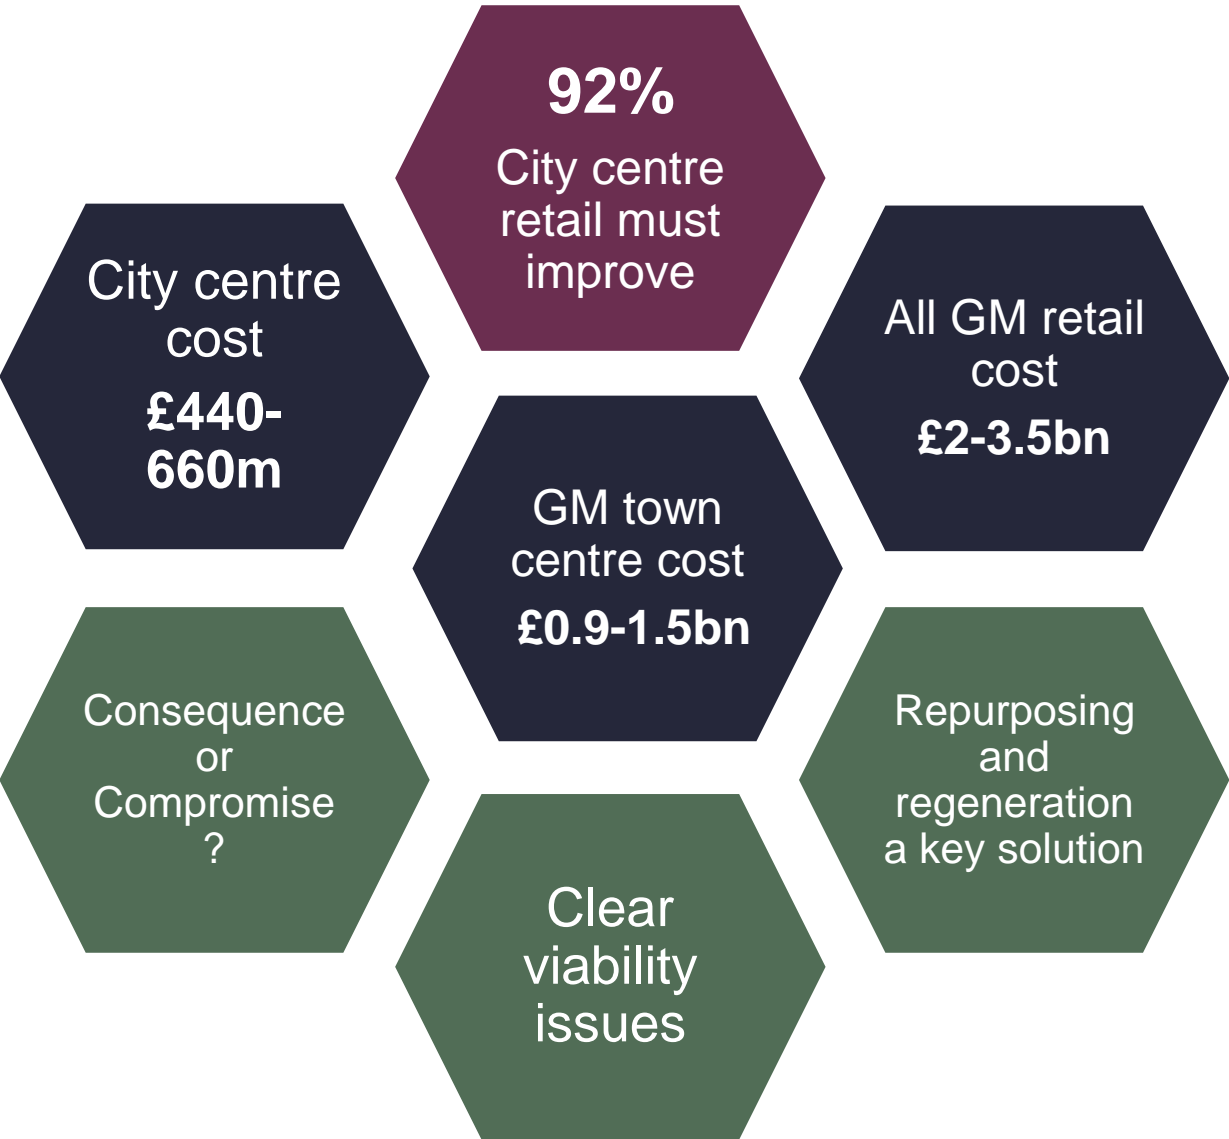 92%
City centre
retail must
improve
City centre
cost
£440-
660m
All GM retail
cost
£2-3.5bn
GM town
centre cost
£0.9-1.5bn
Consequence
or
Compromise
?
Repurposing
and
regeneration
a key solution
Clear
viability
issues